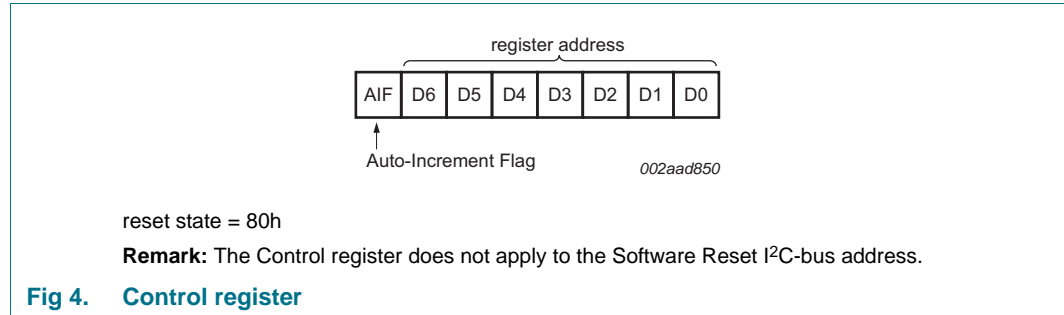 register address
AIF D6 D5 D4 D3 D2 D1 D0
Auto-Increment Flag
002aad850
reset state = 80h
Remark: The Control register does not apply to the Software Reset I²C-bus address.
Fig 4. Control register